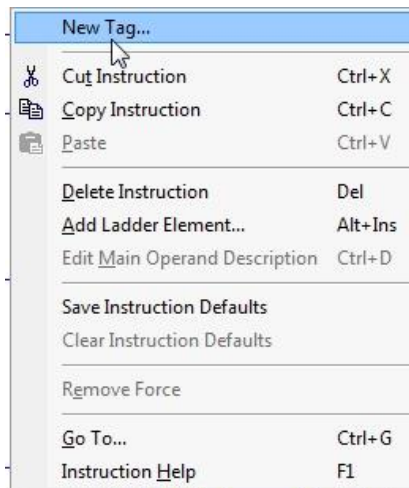 New Tag...
Cut Instruction Ctrl+X
Copy Instruction Ctrl+C
Paste Ctrl+V
Delete Instruction Del
Add Ladder Element... Alt+Ins
Edit Main Operand Description Ctrl+D
Save Instruction Defaults
Clear Instruction Defaults
Remove Force
Go To... Ctrl+G
Instruction Help F1